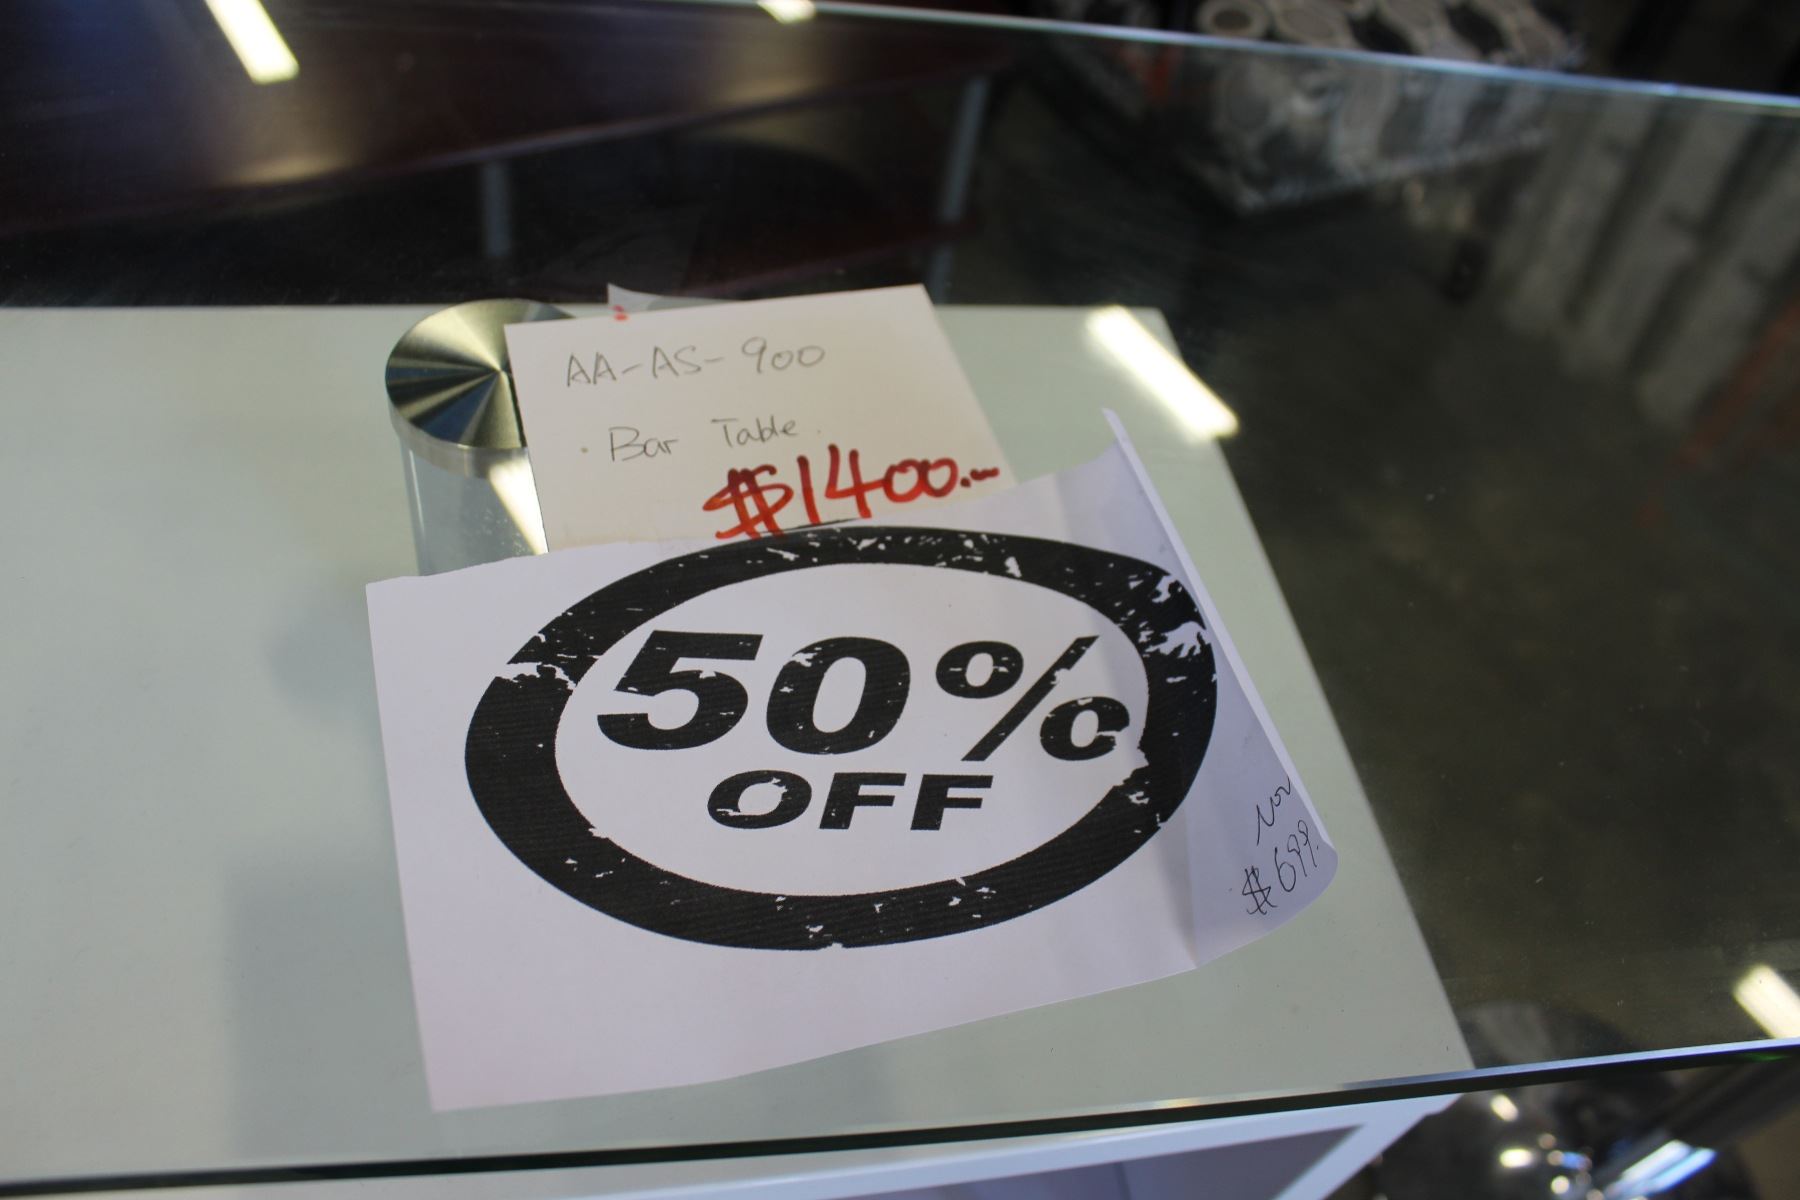 AA-AS-900
· Bar Table.
$1400.-
50%
OFF
Now
$699.